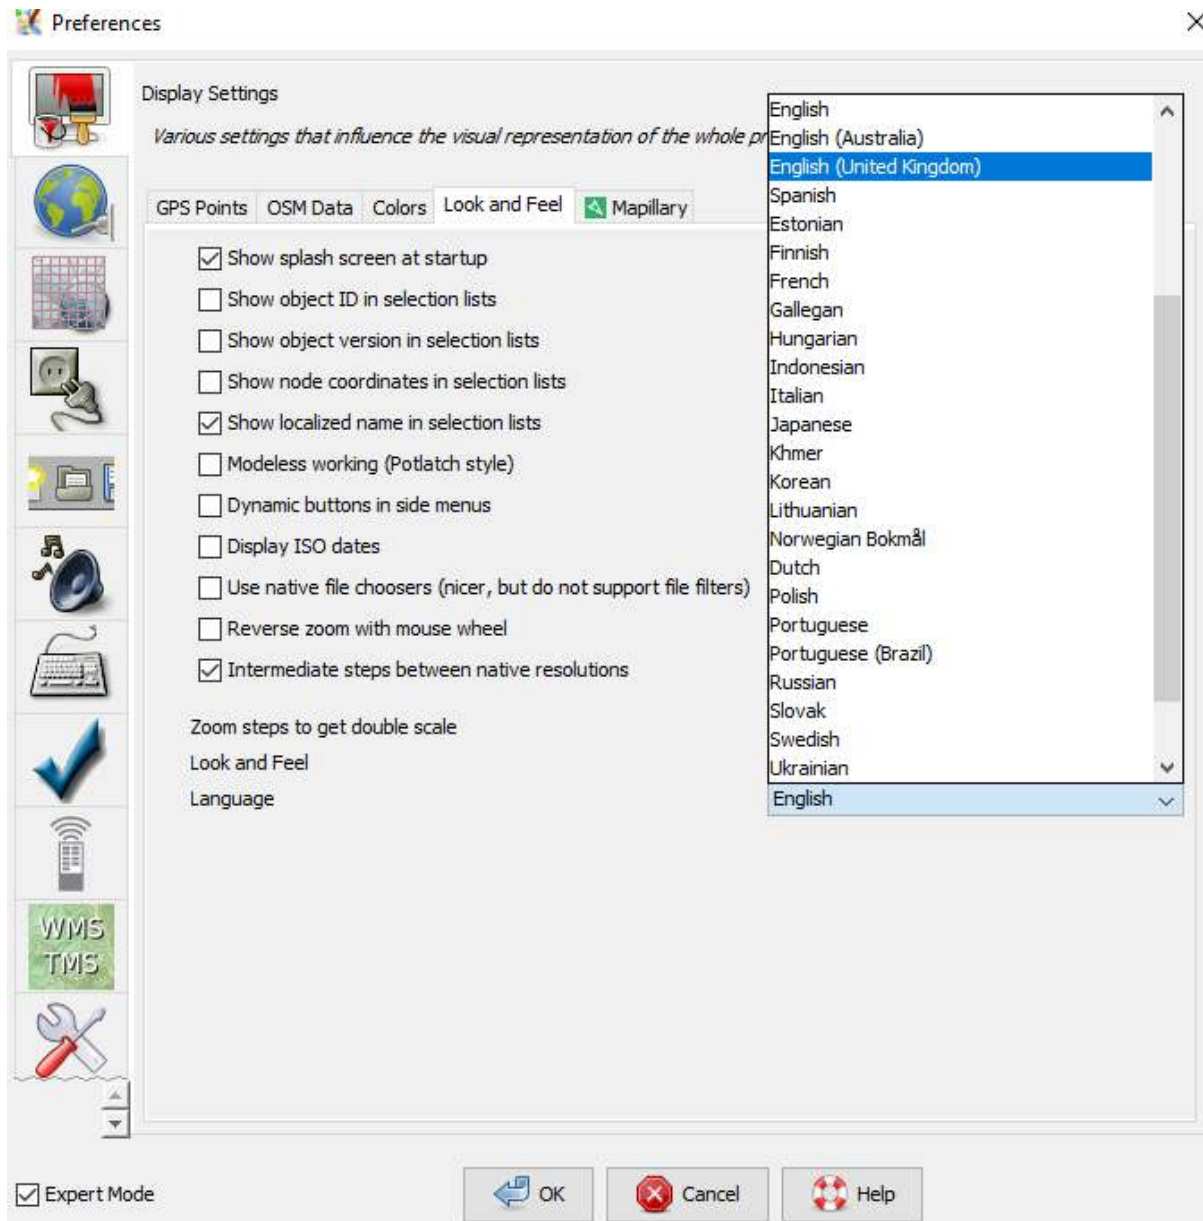 Preferences
Display Settings
Various settings that influence the visual representation of the whole pr
GPS Points OSM Data Colors Look and Feel Mapillary
Show splash screen at startup
Show object ID in selection lists
Show object version in selection lists
Show node coordinates in selection lists
Show localized name in selection lists
Modeless working (Potlatch style)
Dynamic buttons in side menus
Display ISO dates
Use native file choosers (nicer, but do not support file filters)
Reverse zoom with mouse wheel
Intermediate steps between native resolutions
Zoom steps to get double scale
Look and Feel
Language
English
English (Australia)
English (United Kingdom)
Spanish
Estonian
Finnish
French
Gallegan
Hungarian
Indonesian
Italian
Japanese
Khmer
Korean
Lithuanian
Norwegian Bokmål
Dutch
Polish
Portuguese
Portuguese (Brazil)
Russian
Slovak
Swedish
Ukrainian
English
WMS
TMS
Expert Mode
OK
Cancel
Help